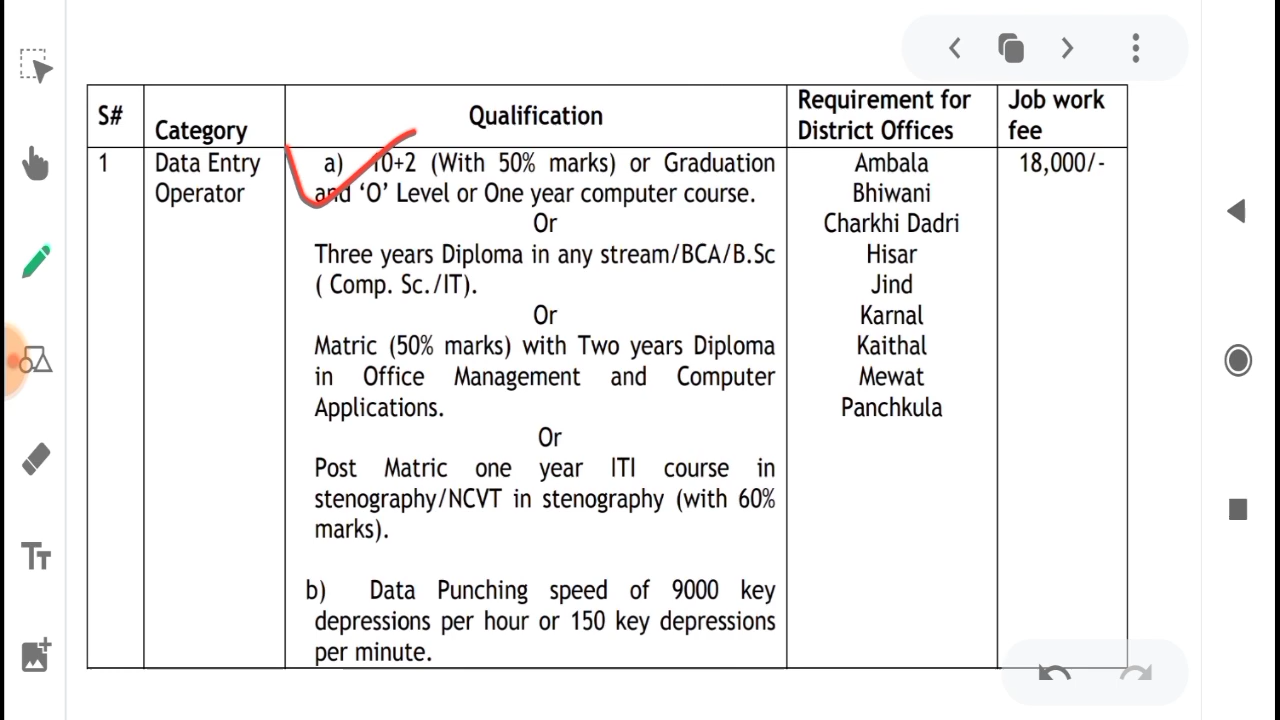 S#
Category
Qualification
Requirement for
District Offices
Job work
fee
1
Data Entry
Operator
a) 10+2 (With 50% marks) or Graduation
and ‘O’ Level or One year computer course.
Or
Three years Diploma in any stream/BCA/B.Sc
( Comp. Sc./IT).
Or
Matric (50% marks) with Two years Diploma
in Office Management and Computer
Applications.
Or
Post Matric one year ITI course in
stenography/NCVT in stenography (with 60%
marks).
b) Data Punching speed of 9000 key
depressions per hour or 150 key depressions
per minute.
Ambala
Bhiwani
Charkhi Dadri
Hisar
Jind
Karnal
Kaithal
Mewat
Panchkula
18,000/-
TT